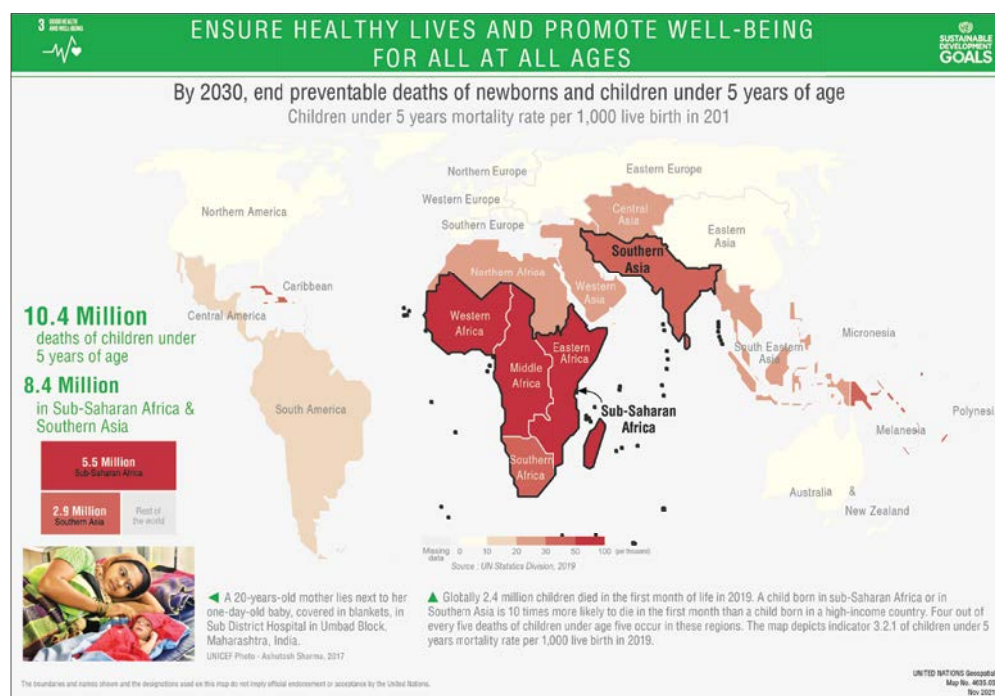 3 GOOD HEALTH
AND WELL-BEING
ENSURE HEALTHY LIVES AND PROMOTE WELL-BEING
FOR ALL AT ALL AGES
SUSTAINABLE
DEVELOPMENT
GOALS
By 2030, end preventable deaths of newborns and children under 5 years of age
Children under 5 years mortality rate per 1,000 live birth in 201
Northern America
Northern Europe
Eastern Europe
Western Europe
Southern Europe
Central
Asia
Eastern
Asia
Southern
Asia
Northern Africa
Western
Asia
Caribbean
Central America
Western
Africa
Eastern
Africa
Middle
Africa
South Eastern
Asia
Micronesia
South America
Sub-Saharan
Africa
Polynesi
Melanesia
Southern
Africa
Australia &
New Zealand
10.4 Million
deaths of children under
5 years of age
8.4 Million
in Sub-Saharan Africa &
Southern Asia
5.5 Million
Sub-Saharan Africa
2.9 Million
Southern Asia
Rest of
the world
Missing
data
0 10 20 30 50 100 (per thousand)
Source : UN Statistics Division, 2019
A 20-years-old mother lies next to her
one-day-old baby, covered in blankets, in
Sub District Hospital in Umbad Block,
Maharashtra, India.
UNICEF Photo - Ashutosh Sharma, 2017
Globally 2.4 million children died in the first month of life in 2019. A child born in sub-Saharan Africa or in
Southern Asia is 10 times more likely to die in the first month than a child born in a high-income country. Four out of
every five deaths of children under age five occur in these regions. The map depicts indicator 3.2.1 of children under 5
years mortality rate per 1,000 live birth in 2019.
The boundaries and names shown and the designations used on this map do not imply official endorsement or acceptance by the United Nations.
UNITED NATIONS Geospatial
Map No. 4635.03
Nov 2021